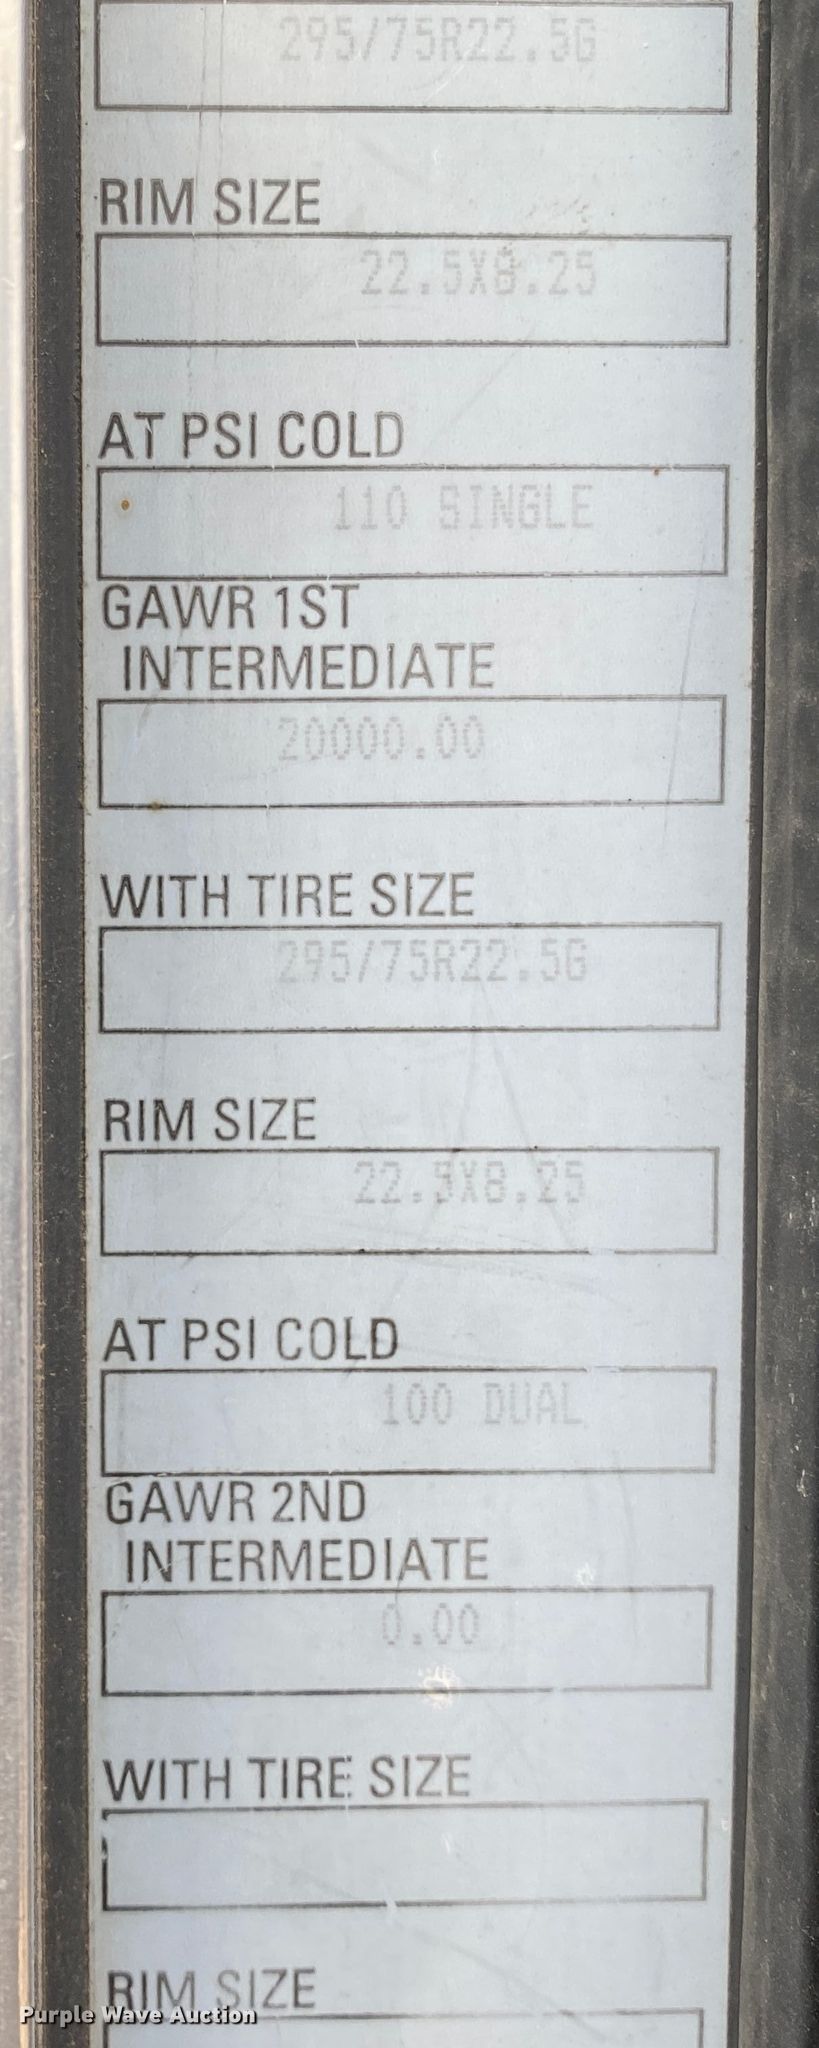 295/75R22.5G
RIM SIZE
22.5X8.25
AT PSI COLD
110 SINGLE
GAWR 1ST
INTERMEDIATE
20000.00
WITH TIRE SIZE
295/75R22.5G
RIM SIZE
22.5X8.25
AT PSI COLD
100 DUAL
GAWR 2ND
INTERMEDIATE
0.00
WITH TIRE SIZE
RIM SIZE
Purple Wave Auction